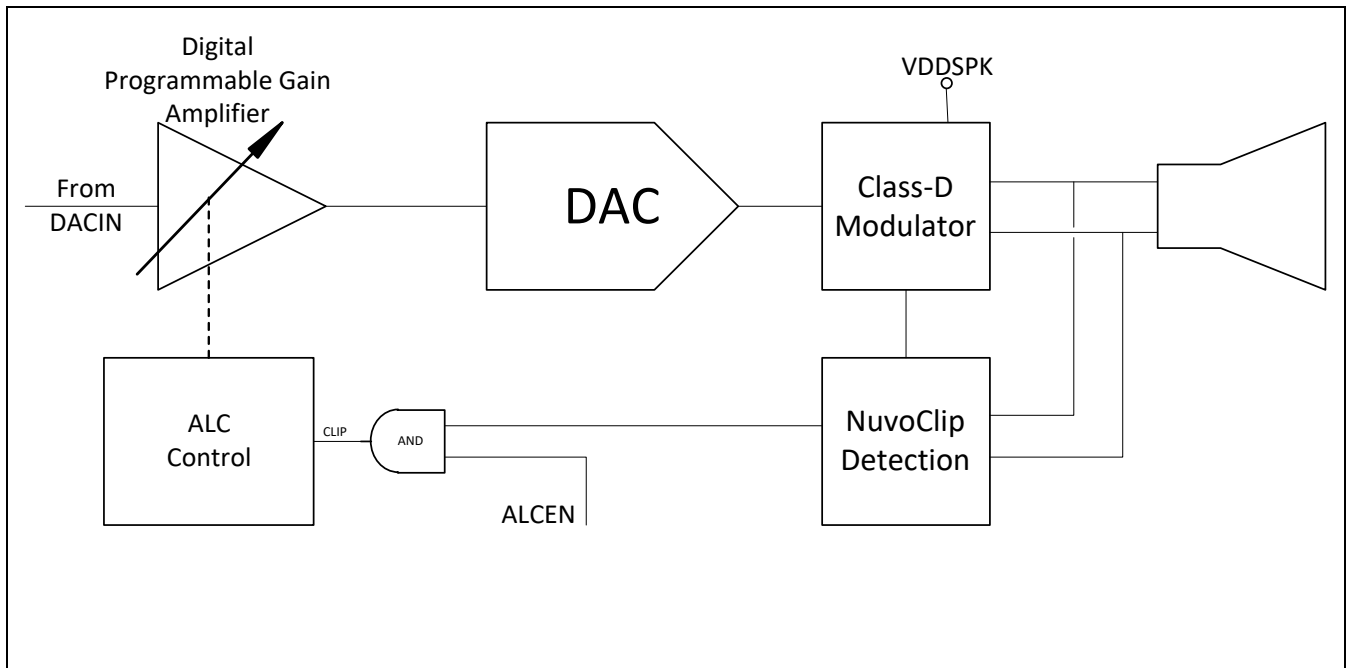 Digital
Programmable Gain
Amplifier
VDDSPK
From
DACIN
DAC
Class-D
Modulator
ALC
Control
CLIP
AND
ALCEN
NuvoClip
Detection